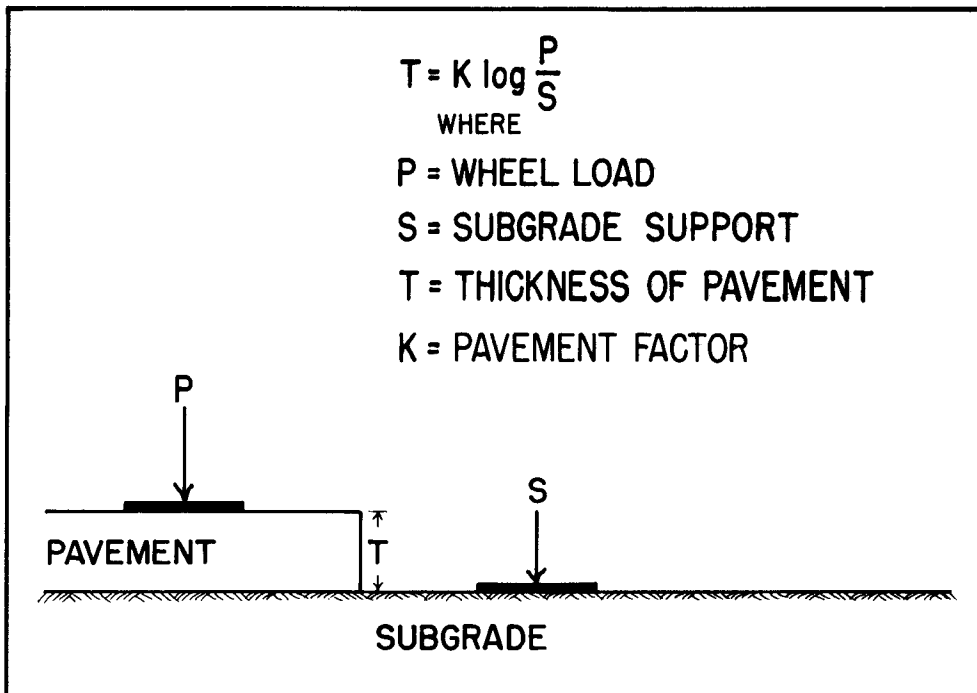 T = K log P/S
WHERE
P = WHEEL LOAD
S = SUBGRADE SUPPORT
T = THICKNESS OF PAVEMENT
K = PAVEMENT FACTOR
P
S
PAVEMENT
T
SUBGRADE